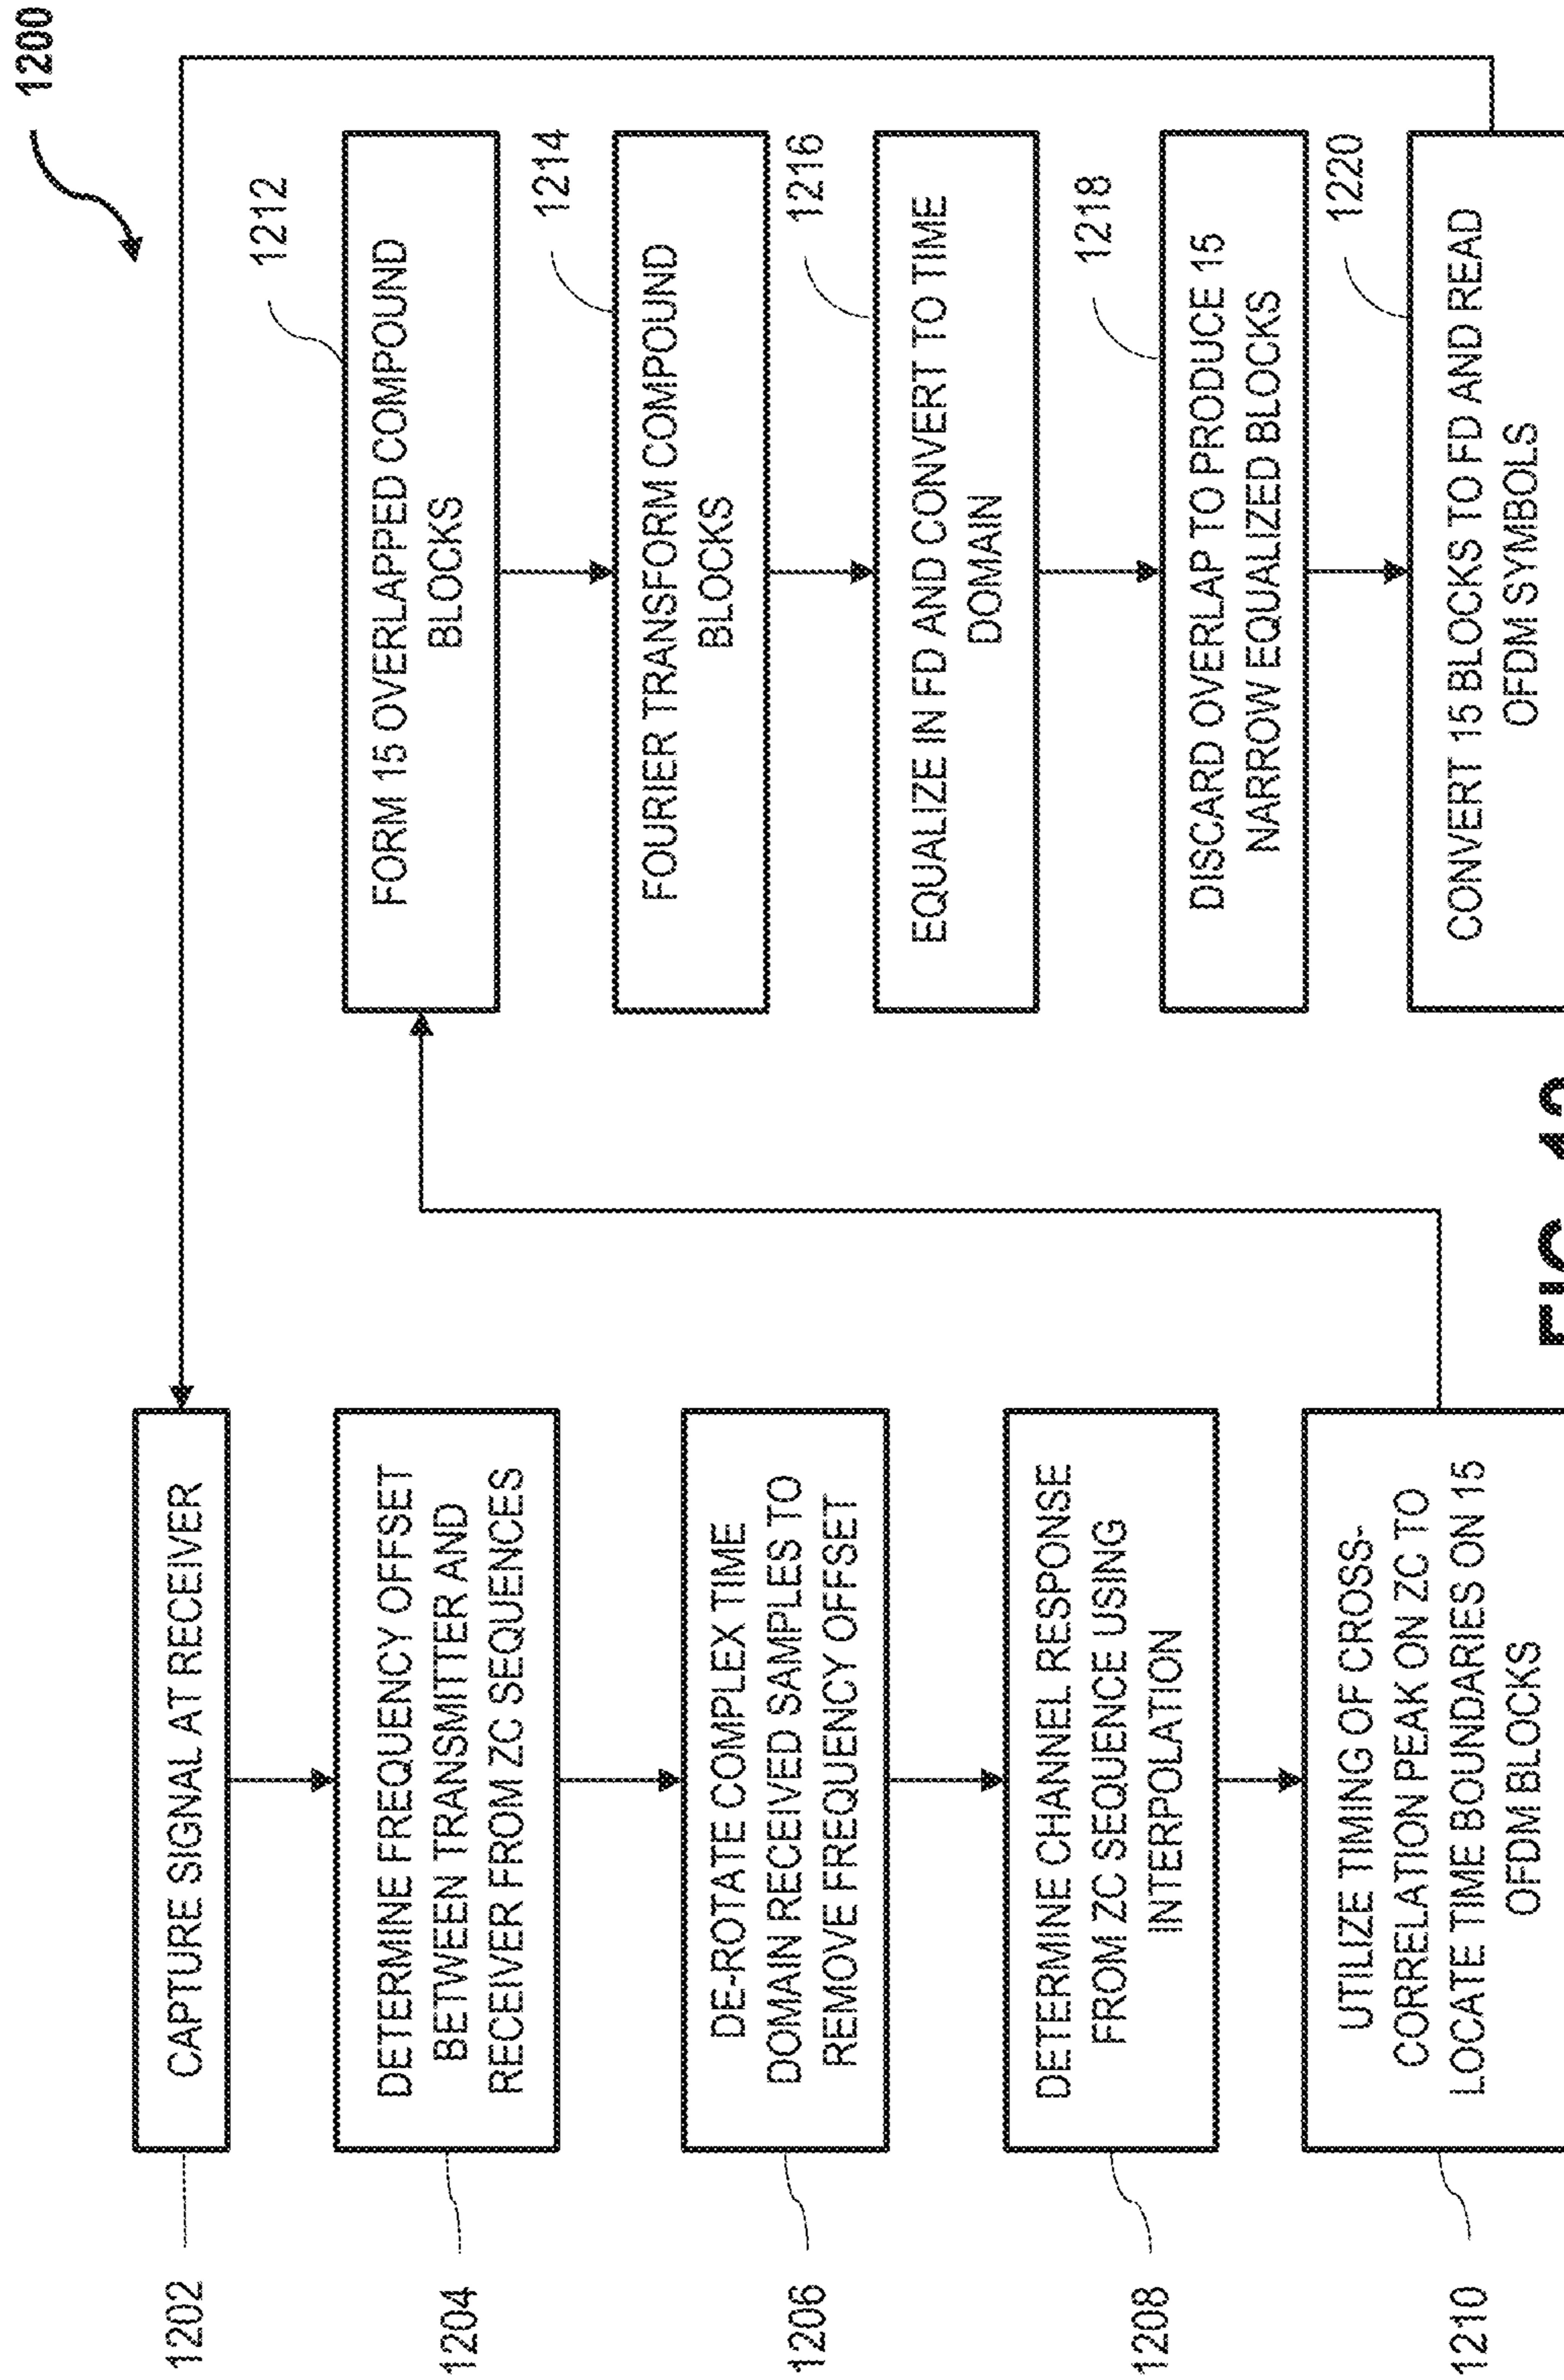 1200
1202
CAPTURE SIGNAL AT RECEIVER
1204
DETERMINE FREQUENCY OFFSET
BETWEEN TRANSMITTER AND
RECEIVER FROM ZC SEQUENCES
1206
DE-ROTATE COMPLEX TIME
DOMAIN RECEIVED SAMPLES TO
REMOVE FREQUENCY OFFSET
1208
DETERMINE CHANNEL RESPONSE
FROM ZC SEQUENCE USING
INTERPOLATION
1210
UTILIZE TIMING OF CROSS-
CORRELATION PEAK ON ZC TO
LOCATE TIME BOUNDARIES ON 15
OFDM BLOCKS
1212
FORM 15 OVERLAPPED COMPOUND
BLOCKS
1214
FOURIER TRANSFORM COMPOUND
BLOCKS
1216
EQUALIZE IN FD AND CONVERT TO TIME
DOMAIN
1218
DISCARD OVERLAP TO PRODUCE 15
NARROW EQUALIZED BLOCKS
1220
CONVERT 15 BLOCKS TO FD AND READ
OFDM SYMBOLS